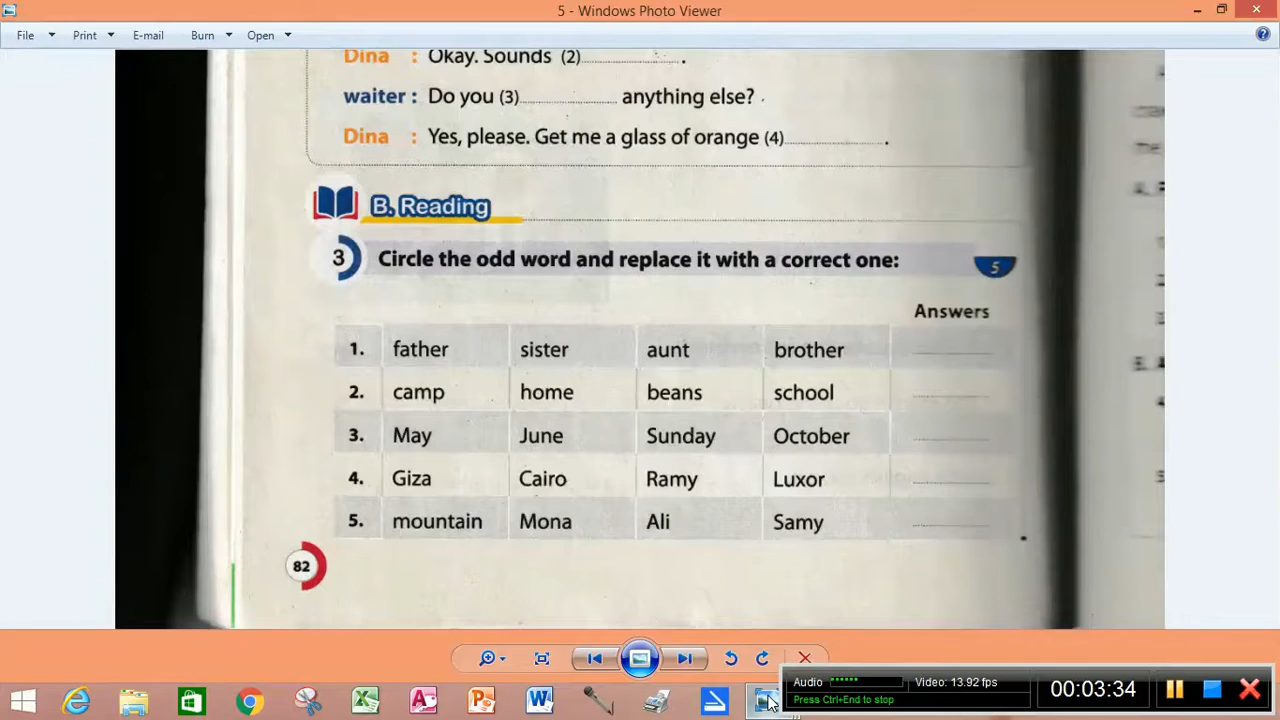 5 - Windows Photo Viewer
File Print E-mail Burn Open
Dina : Okay. Sounds (2)..................... .
waiter : Do you (3)..................... anything else?
Dina : Yes, please. Get me a glass of orange (4)..................... .
B. Reading
3 Circle the odd word and replace it with a correct one: 5
Answers
1. father sister aunt brother .....................
2. camp home beans school .....................
3. May June Sunday October .....................
4. Giza Cairo Ramy Luxor .....................
5. mountain Mona Ali Samy .....................
82
Audio Video: 13.92 fps
Press Ctrl+End to stop
00:03:34